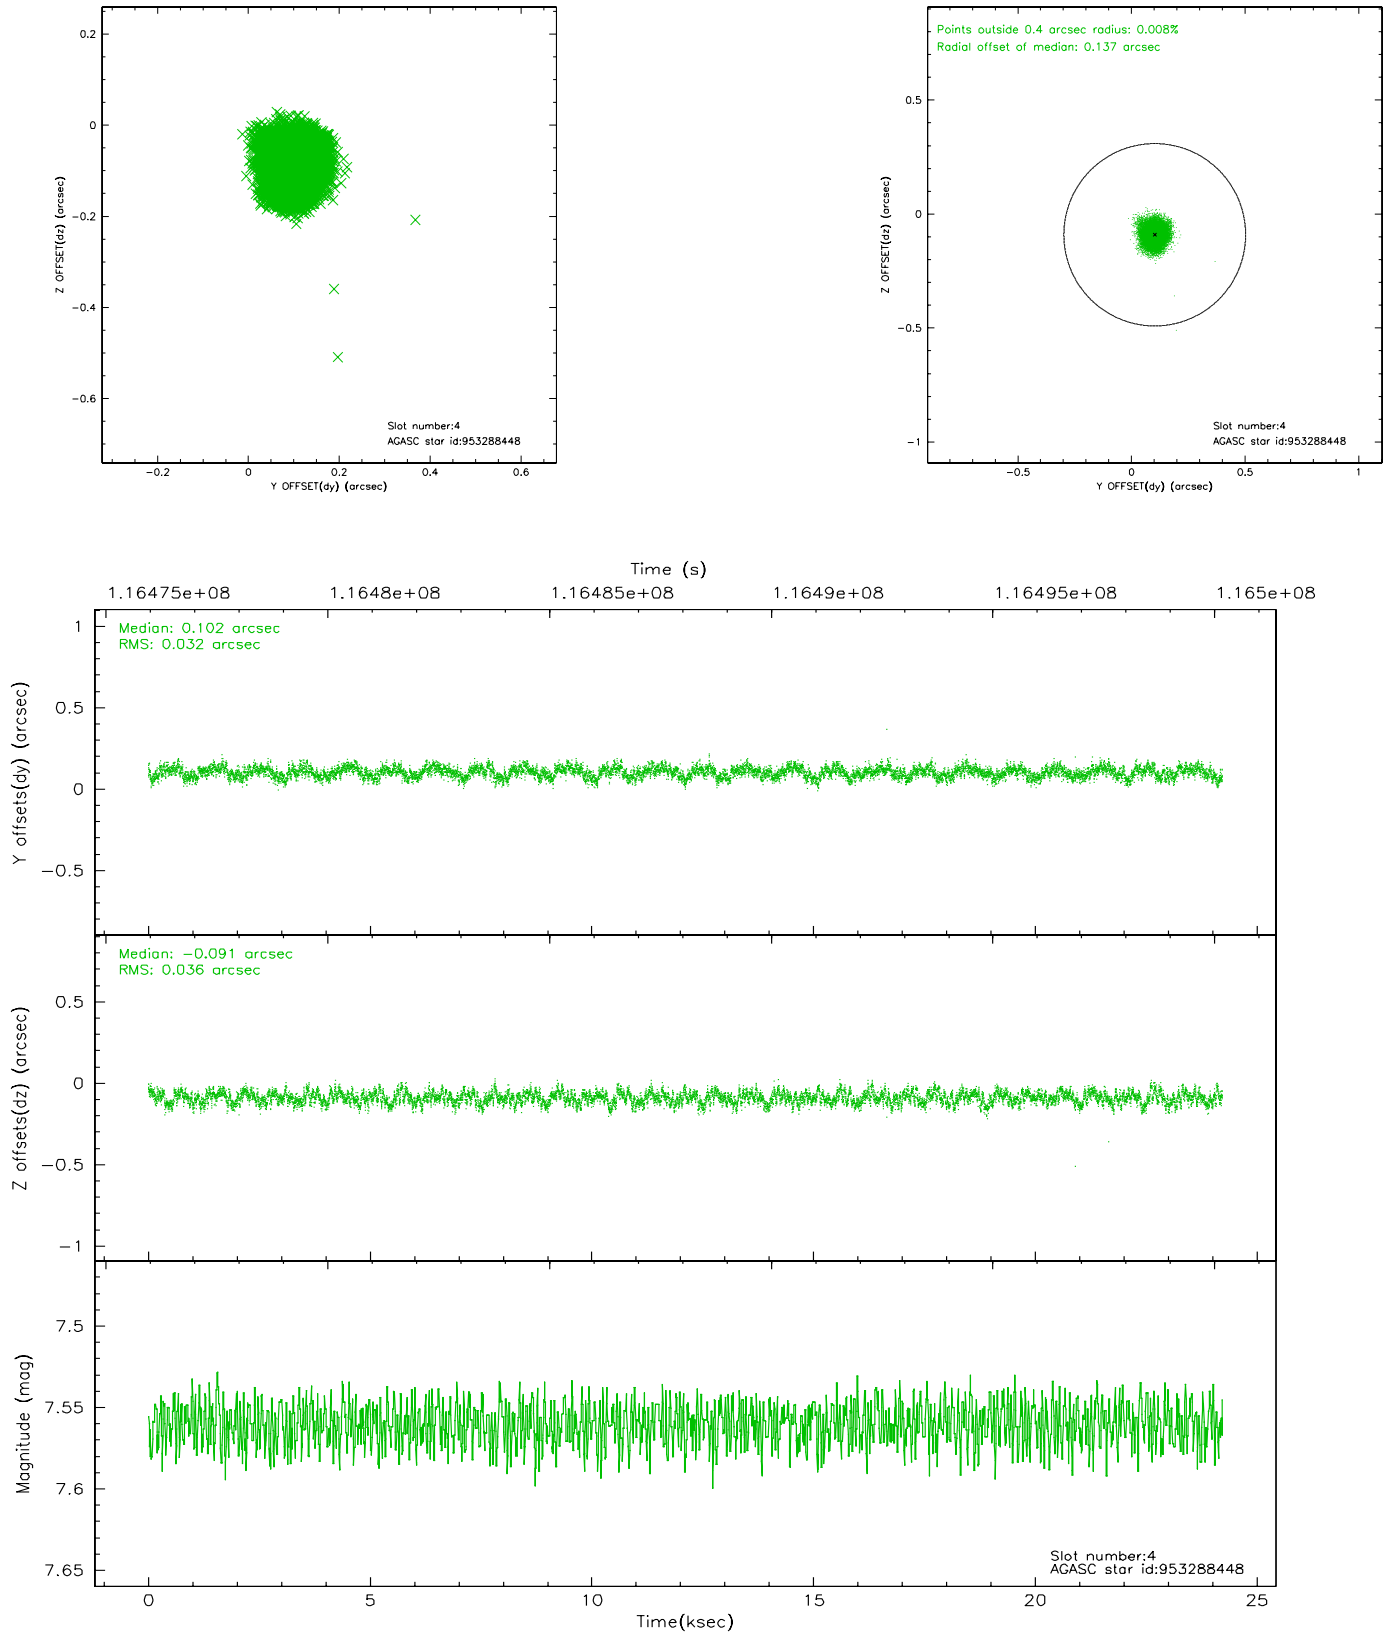 0.2
0
-0.2
-0.4
-0.6
Z OFFSET(dz) (arcsec)
Slot number:4
AGASC star id:953288448
-0.2 0 0.2 0.4 0.6
Y OFFSET(dy) (arcsec)
Points outside 0.4 arcsec radius: 0.008%
Radial offset of median: 0.137 arcsec
0.5
0
-0.5
-1
Z OFFSET(dz) (arcsec)
Slot number:4
AGASC star id:953288448
-0.5 0 0.5 1
Y OFFSET(dy) (arcsec)
Time (s)
1.16475e+08 1.1648e+08 1.16485e+08 1.1649e+08 1.16495e+08 1.165e+08
Median: 0.102 arcsec
RMS: 0.032 arcsec
1
0.5
0
-0.5
Y offsets(dy) (arcsec)
Median: -0.091 arcsec
RMS: 0.036 arcsec
0.5
0
-0.5
-1
Z offsets(dz) (arcsec)
7.5
7.55
7.6
7.65
Magnitude (mag)
Slot number:4
AGASC star id:953288448
0 5 10 15 20 25
Time(ksec)